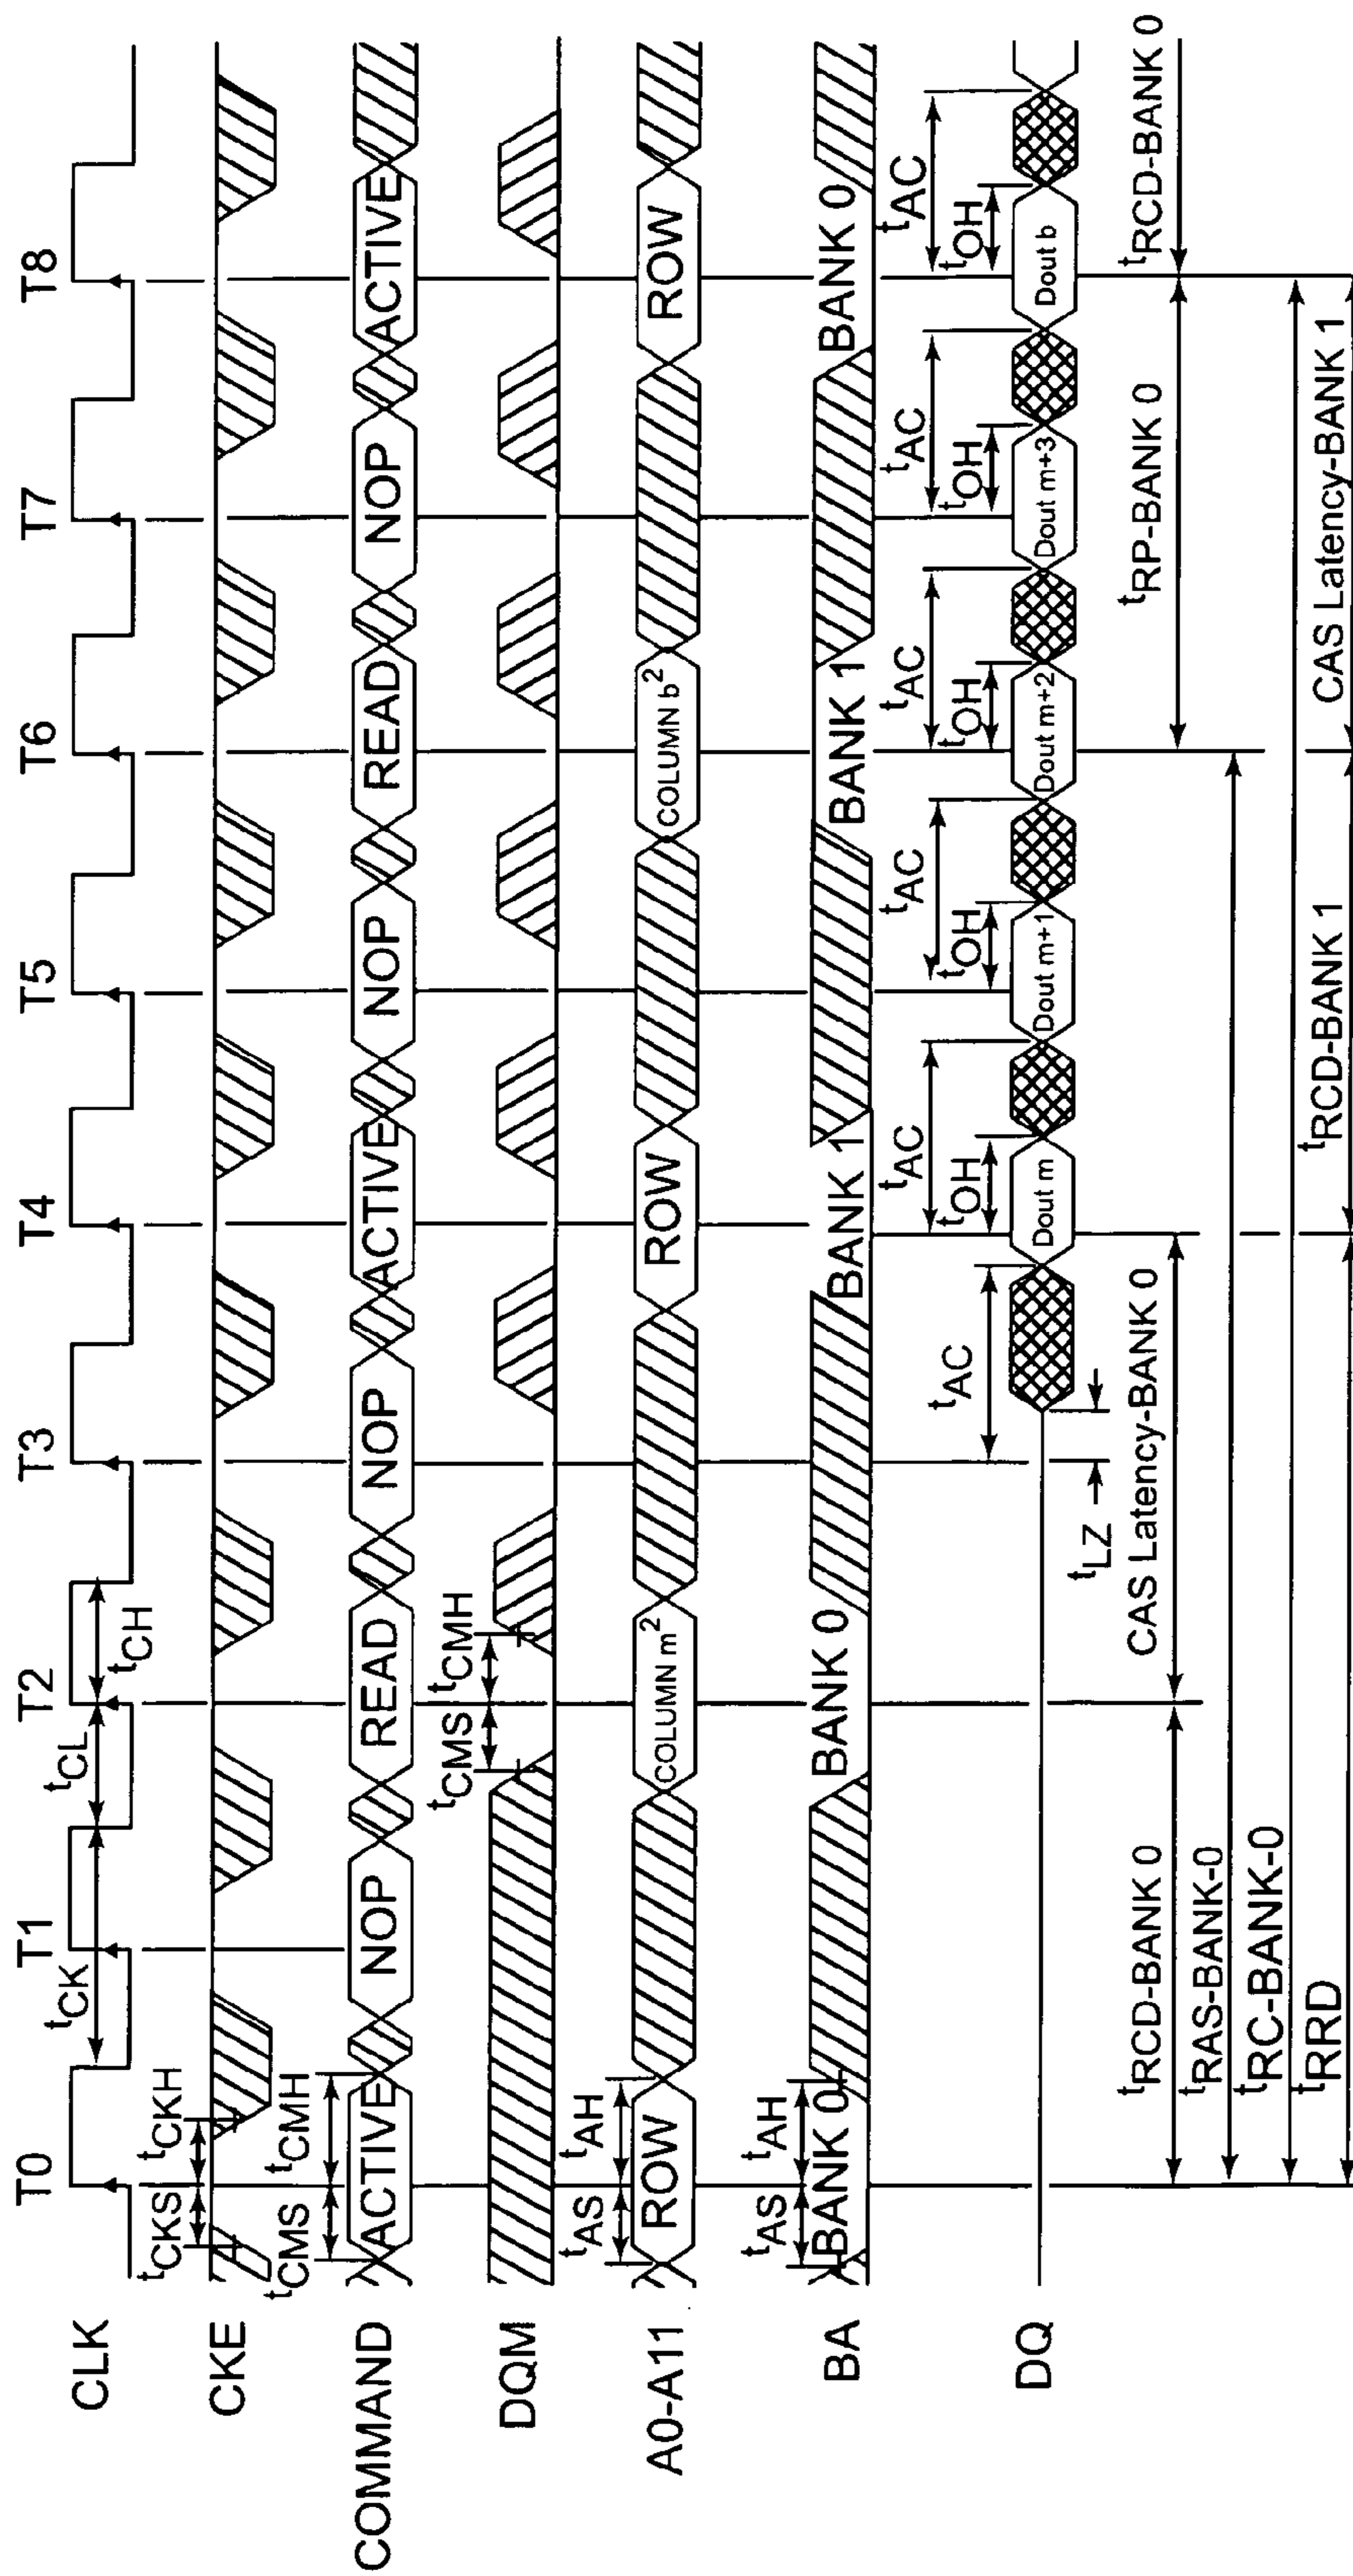 T0 T1 T2 T3 T4 T5 T6 T7 T8
CLK
tCK tCL tCH
tCKS tCKH
CKE
tCMS tCMH
COMMAND ACTIVE NOP READ NOP ACTIVE NOP READ NOP ACTIVE
tCMS tCMH
DQM
tAS tAH
A0-A11 ROW COLUMN m2 ROW COLUMN b2 ROW
tAS tAH
BA BANK 0 BANK 0 BANK 1 BANK 1 BANK 0
tAC tAC tAC tAC tAC tAC
tOH tOH tOH tOH tOH
DQ Dout m Dout m+1 Dout m+2 Dout m+3 Dout b
tLZ
tRCD-BANK 0 CAS Latency-BANK 0 tRP-BANK 0 tRCD-BANK 0
tRAS-BANK-0
tRC-BANK-0
tRRD tRCD-BANK 1 CAS Latency-BANK 1